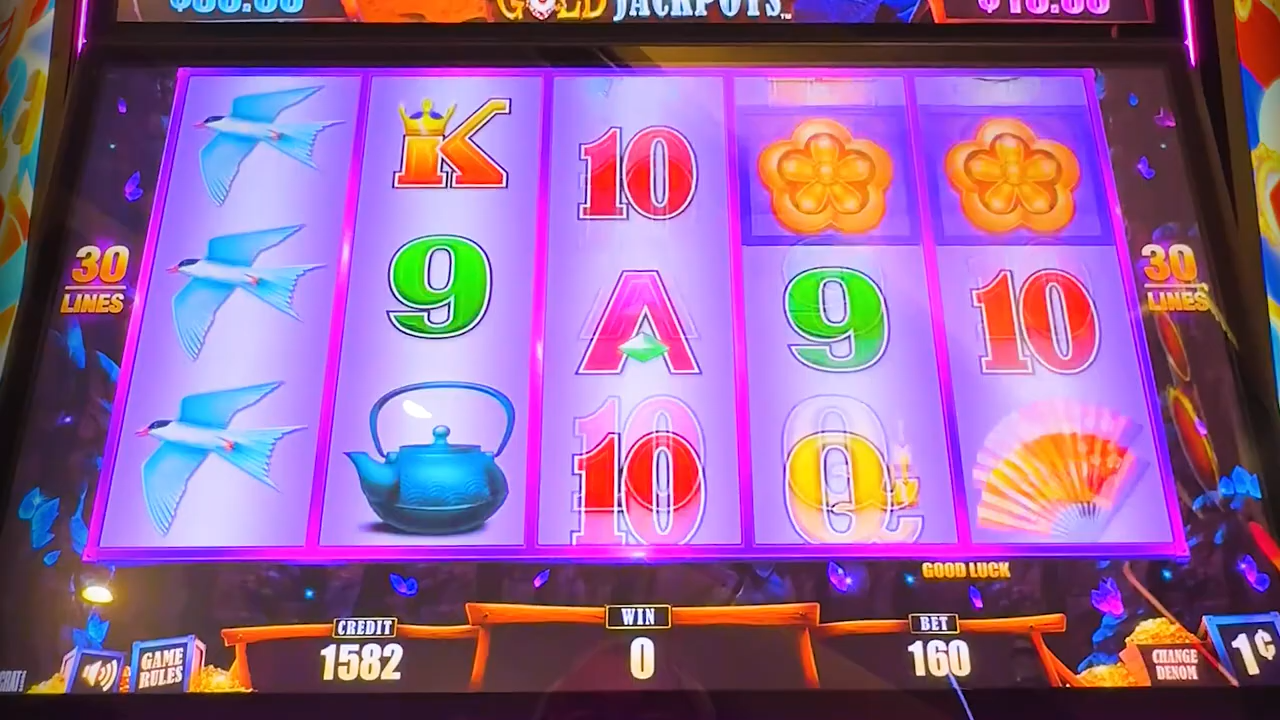 GOLD JACKPOTS™
K 10
9 A 9 10
10 Q
30 LINES
30 LINES
GOOD LUCK
CREDIT WIN BET
1582 0 160
GAME RULES
CHANGE DENOM
1¢